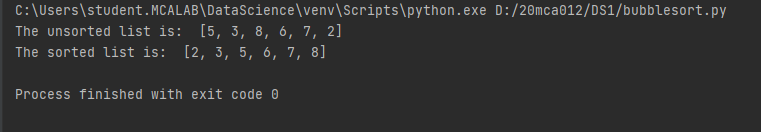 C:\Users\student.MCALAB\DataScience\venv\Scripts\python.exe D:/20mca012/DS1/bubblesort.py
The unsorted list is:  [5, 3, 8, 6, 7, 2]
The sorted list is:  [2, 3, 5, 6, 7, 8]
Process finished with exit code 0